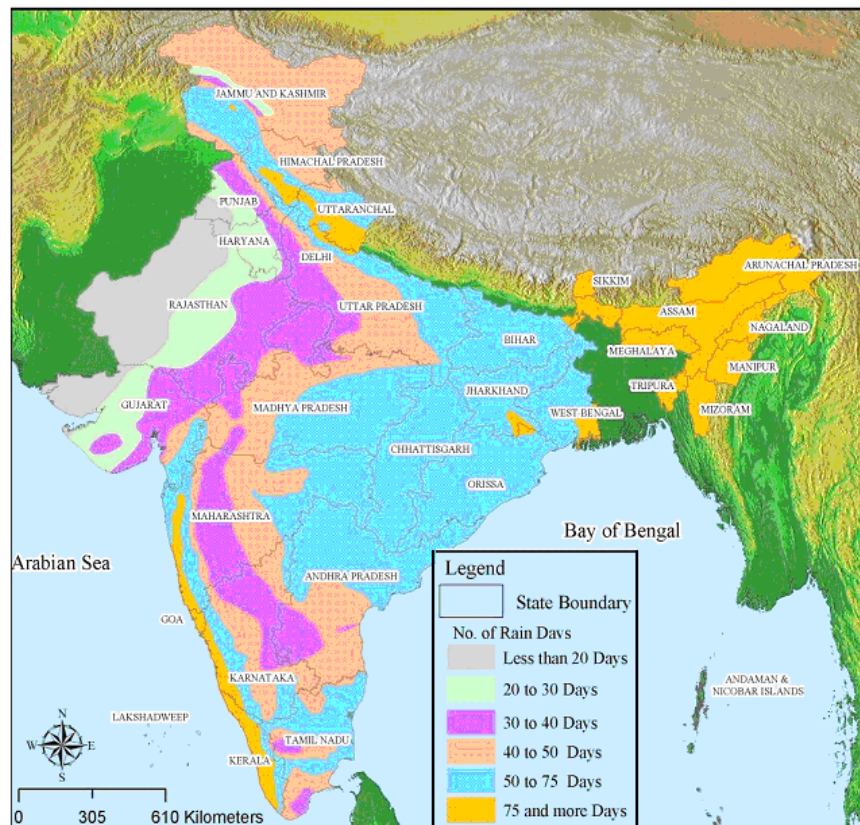 JAMMU AND KASHMIR
HIMACHAL PRADESH
PUNJAB
UTTARANCHAL
HARYANA
DELHI
ARUNACHAL PRADESH
SIKKIM
RAJASTHAN
UTTAR PRADESH
ASSAM
NAGALAND
BIHAR
MEGHALAYA
MANIPUR
JHARKHAND
TRIPURA
GUJARAT
MADHYA PRADESH
WEST BENGAL
MIZORAM
CHHATTISGARH
ORISSA
MAHARASHTRA
Bay of Bengal
Arabian Sea
ANDHRA PRADESH
GOA
KARNATAKA
LAKSHADWEEP
TAMIL NADU
KERALA
ANDAMAN &
NICOBAR ISLANDS
Legend
State Boundary
No. of Rain Days
Less than 20 Days
20 to 30 Days
30 to 40 Days
40 to 50 Days
50 to 75 Days
75 and more Days
N
W E
S
0 305 610 Kilometers